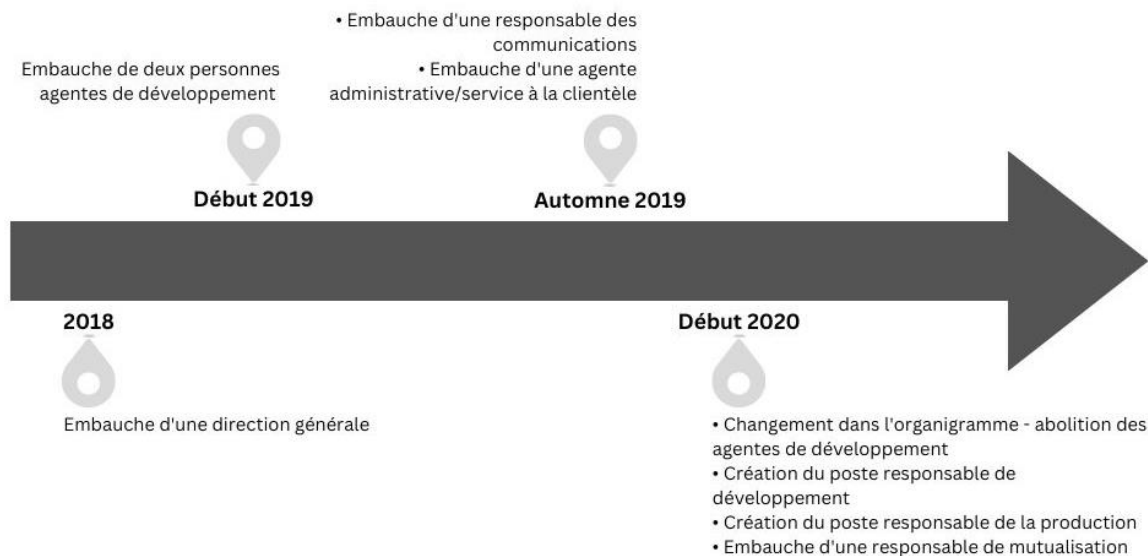 • Embauche d'une responsable des
communications
• Embauche d'une agente
administrative/service à la clientèle
Embauche de deux personnes
agentes de développement
Début 2019
Automne 2019
2018
Début 2020
Embauche d'une direction générale
• Changement dans l'organigramme - abolition des
agentes de développement
• Création du poste responsable de
développement
• Création du poste responsable de la production
• Embauche d'une responsable de mutualisation